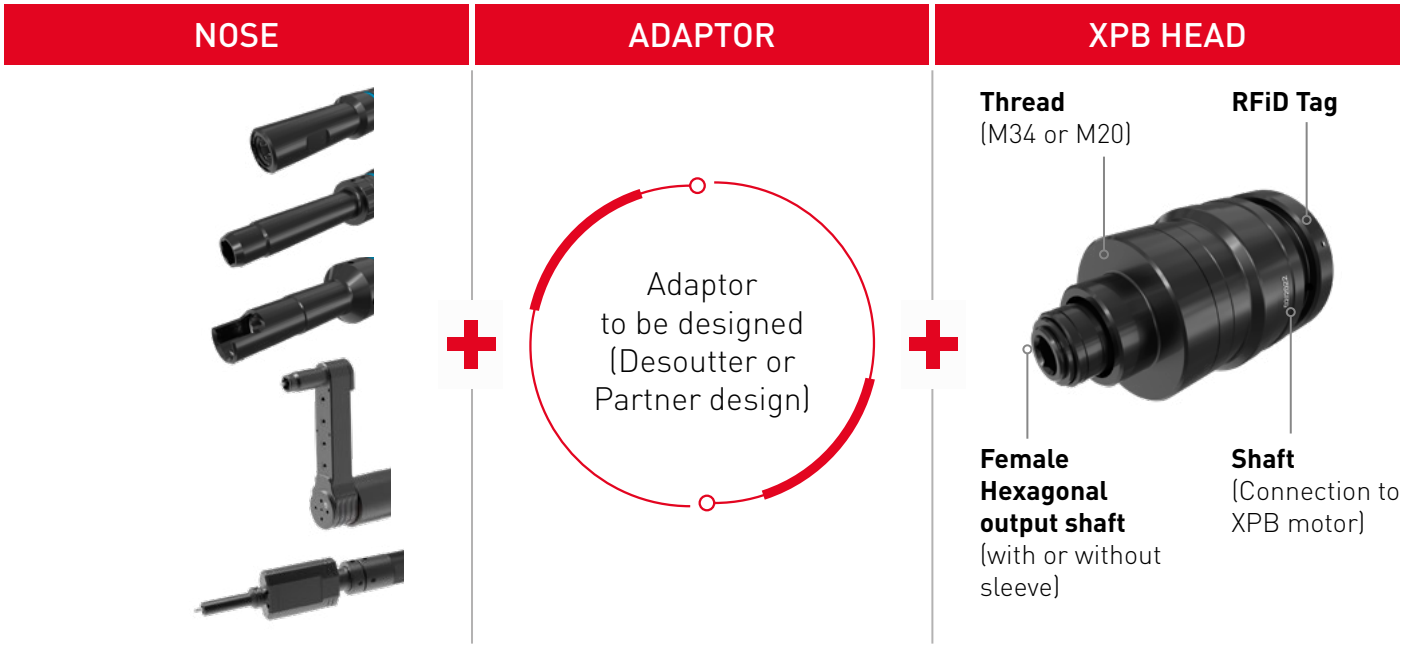 NOSE
ADAPTOR
XPB HEAD
Adaptor
to be designed
(Desoutter or
Partner design)
Thread
(M34 or M20)
RFiD Tag
Female
Hexagonal
output shaft
(with or without
sleeve)
Shaft
(Connection to
XPB motor)